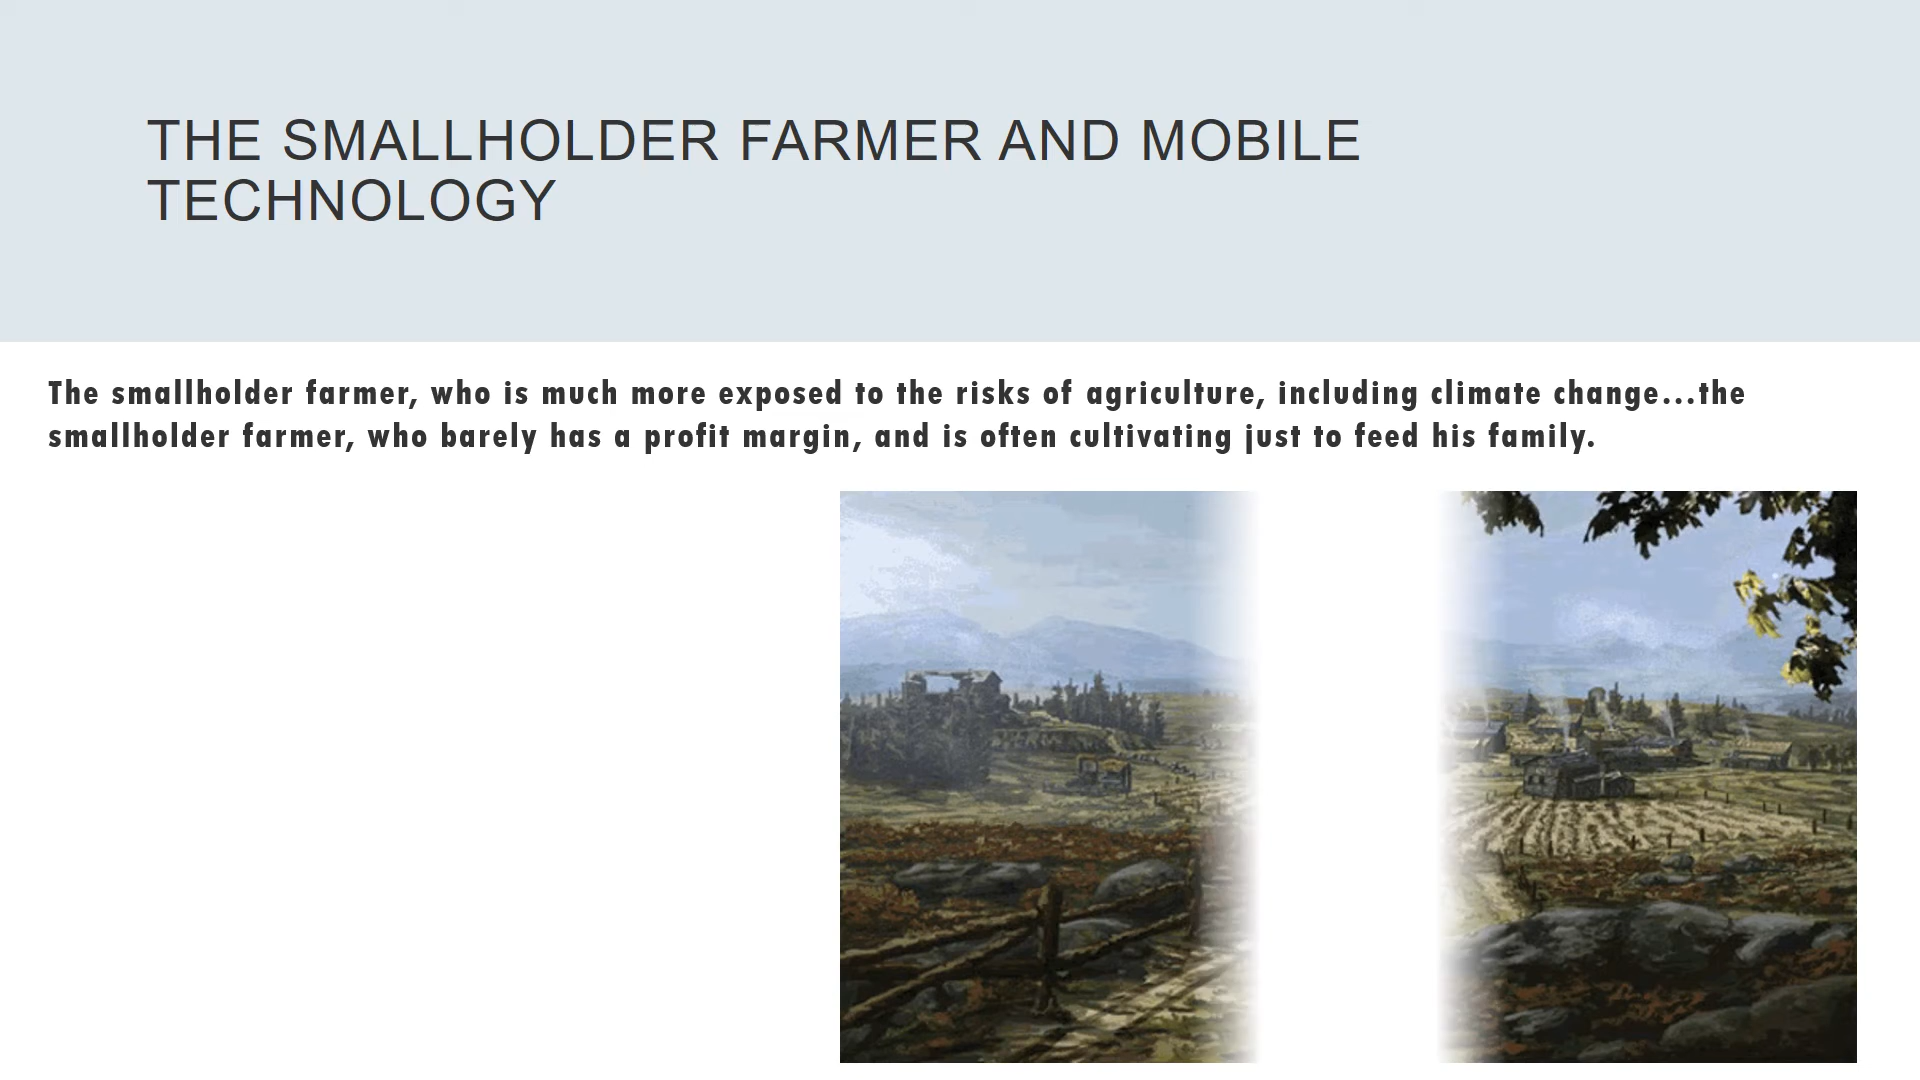 THE SMALLHOLDER FARMER AND MOBILE
TECHNOLOGY
The smallholder farmer, who is much more exposed to the risks of agriculture, including climate change...the
smallholder farmer, who barely has a profit margin, and is often cultivating just to feed his family.